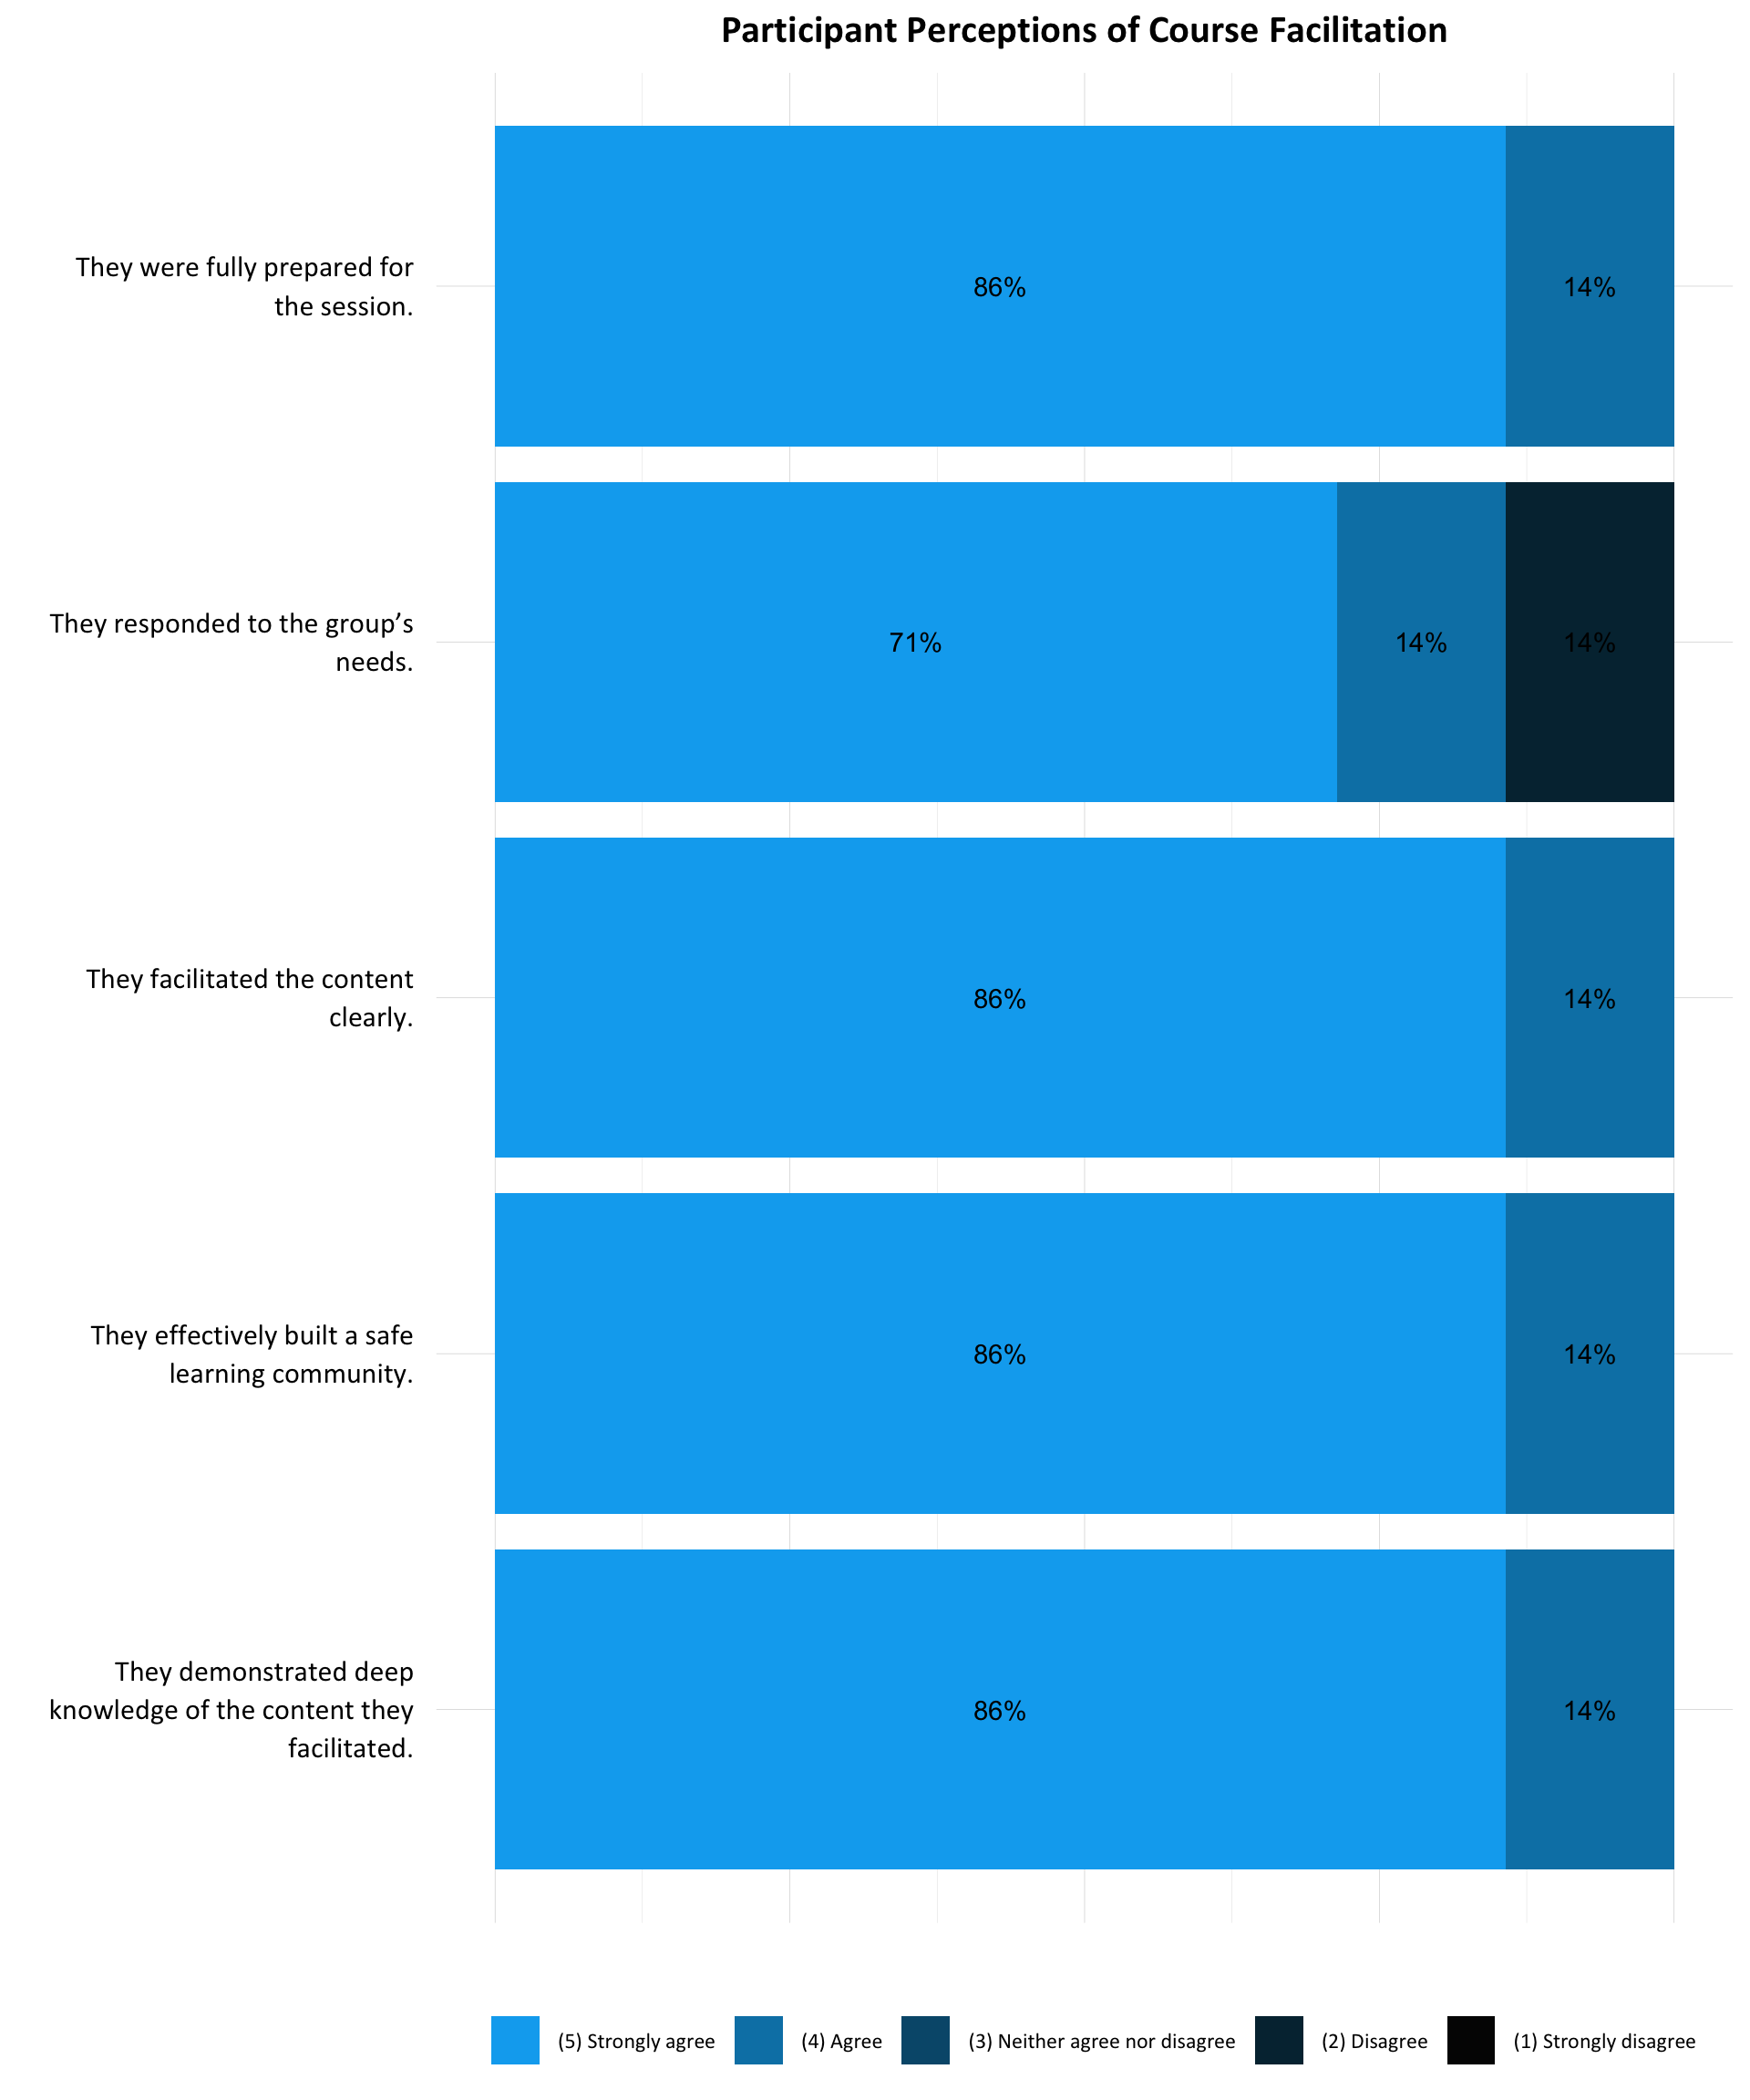 Participant Perceptions of Course Facilitation
They were fully prepared for
the session.
86%
14%
They responded to the group’s
needs.
71%
14%
14%
They facilitated the content
clearly.
86%
14%
They effectively built a safe
learning community.
86%
14%
They demonstrated deep
knowledge of the content they
facilitated.
86%
14%
(5) Strongly agree
(4) Agree
(3) Neither agree nor disagree
(2) Disagree
(1) Strongly disagree